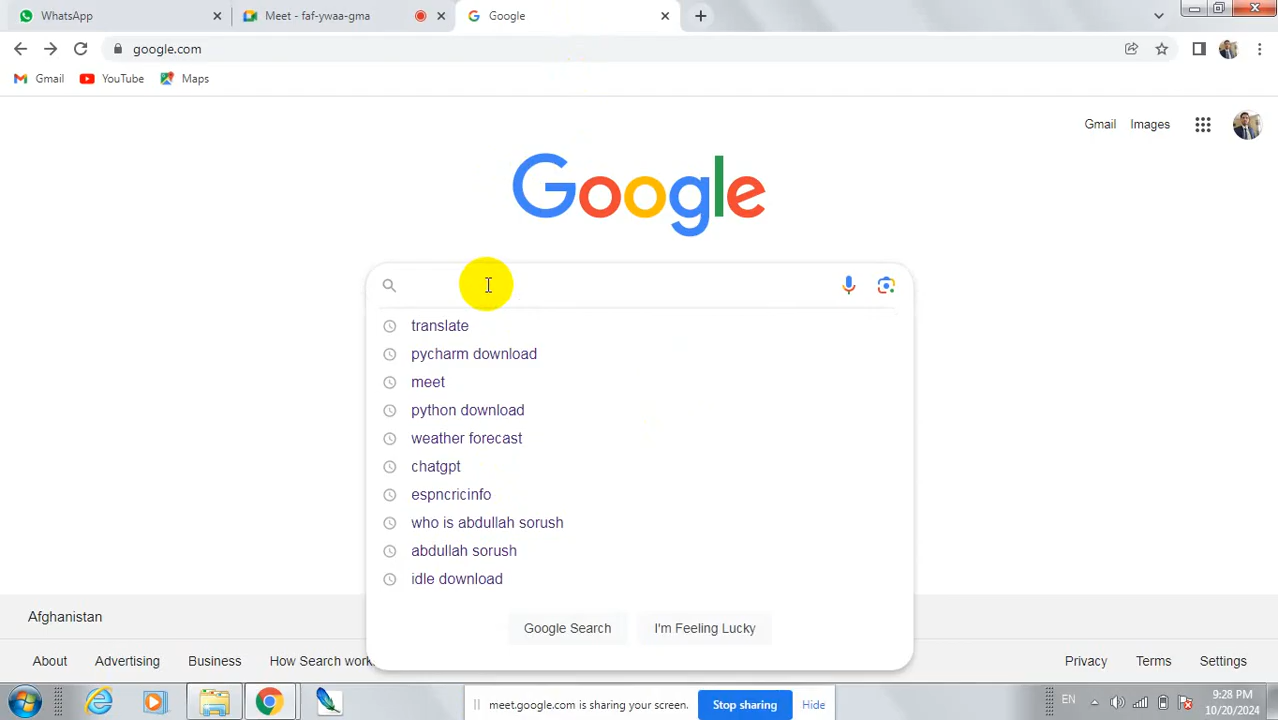 WhatsApp
Meet - faf-ywaa-gma
Google
google.com
Gmail
YouTube
Maps
Gmail
Images
Google
translate
pycharm download
meet
python download
weather forecast
chatgpt
espncricinfo
who is abdullah sorush
abdullah sorush
idle download
Google Search
I'm Feeling Lucky
Afghanistan
About
Advertising
Business
How Search work
Privacy
Terms
Settings
meet.google.com is sharing your screen.
Stop sharing
Hide
EN
9:28 PM
10/20/2024